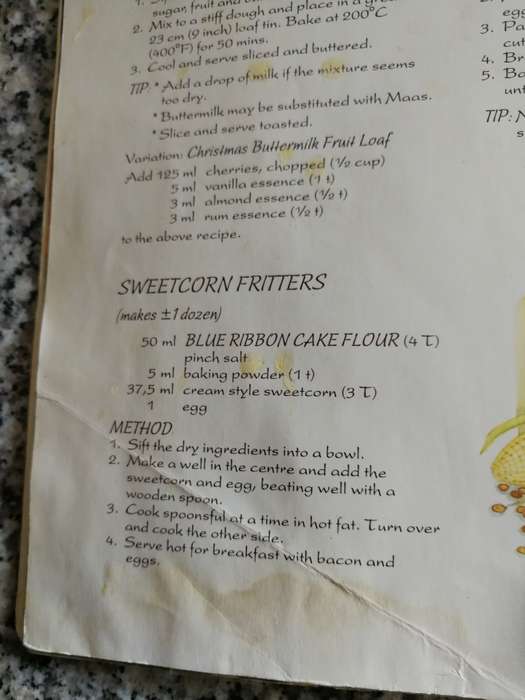 sugar, fruit and
2. Mix to a stiff dough and place in a
23 cm (9 inch) loaf tin. Bake at 200°C
(400°F) for 50 mins.
3. Cool and serve sliced and buttered.
TIP: * Add a drop of milk if the mixture seems
too dry.
* Buttermilk may be substituted with Maas.
* Slice and serve toasted.
Variation: Christmas Buttermilk Fruit Loaf
Add 125 ml cherries, chopped (½ cup)
5 ml vanilla essence (1 t)
3 ml almond essence (½ t)
3 ml rum essence (½ t)
to the above recipe.
SWEETCORN FRITTERS
(makes ±1 dozen)
50 ml BLUE RIBBON CAKE FLOUR (4 T)
pinch salt
5 ml baking powder (1 t)
37,5 ml cream style sweetcorn (3 T)
1 egg
METHOD
1. Sift the dry ingredients into a bowl.
2. Make a well in the centre and add the
sweetcorn and egg, beating well with a
wooden spoon.
3. Cook spoonsful at a time in hot fat. Turn over
and cook the other side.
4. Serve hot for breakfast with bacon and
eggs.
3. Pa
cut
4. Br
5. Ba
unt
TIP: N
s